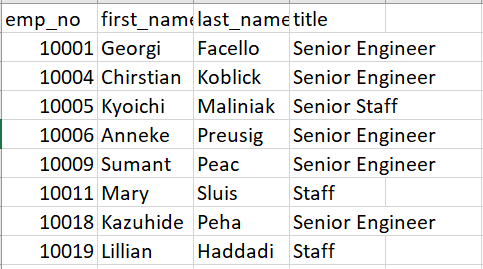 emp_no first_name last_name title
10001 Georgi Facello Senior Engineer
10004 Chirstian Koblick Senior Engineer
10005 Kyoichi Maliniak Senior Staff
10006 Anneke Preusig Senior Engineer
10009 Sumant Peac Senior Engineer
10011 Mary Sluis Staff
10018 Kazuhide Peha Senior Engineer
10019 Lillian Haddadi Staff